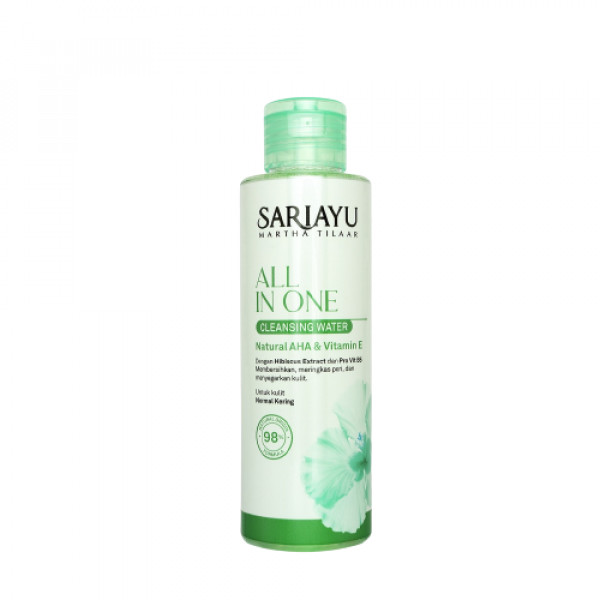 SARIAYU
MARTHA TILAAR
ALL
IN ONE
CLEANSING WATER
Natural AHA & Vitamin E
Dengan Hibiscus Extract dan Pro Vit B5
Membersihkan, meringkas pori, dan
menyegarkan kulit.
Untuk kulit
Normal Kering
98%
FORMULA